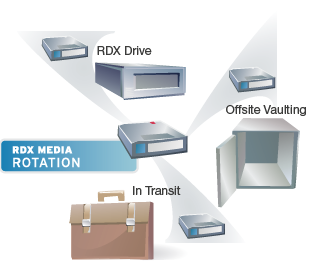 RDX Drive
Offsite Vaulting
RDX MEDIA
ROTATION
In Transit